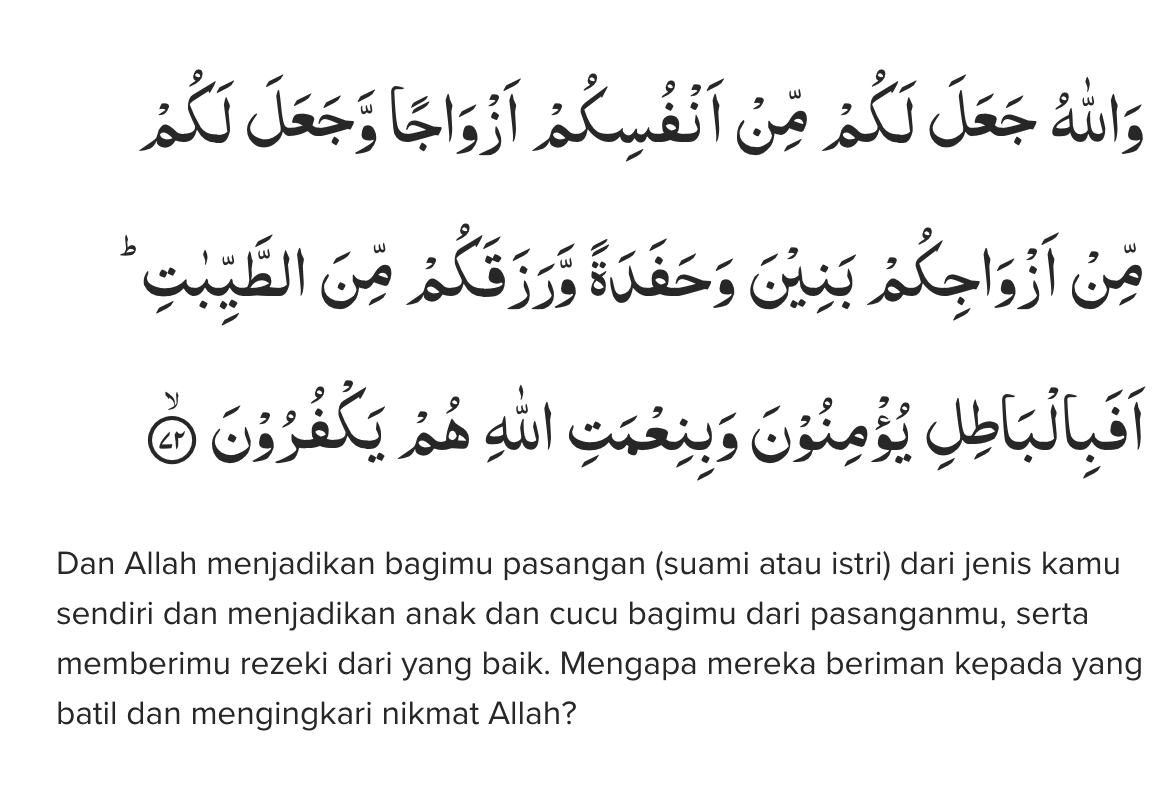 وَاللّٰهُ جَعَلَ لَكُمْ مِّنْ اَنْفُسِكُمْ اَزْوَاجًا وَّجَعَلَ لَكُمْ
مِّنْ اَزْوَاجِكُمْ بَنِيْنَ وَحَفَدَةً وَّرَزَقَكُمْ مِّنَ الطَّيِّبٰتِۗ
اَفَبِالْبَاطِلِ يُؤْمِنُوْنَ وَبِنِعْمَتِ اللّٰهِ هُمْ يَكْفُرُوْنَۙ ٧٢
Dan Allah menjadikan bagimu pasangan (suami atau istri) dari jenis kamu
sendiri dan menjadikan anak dan cucu bagimu dari pasanganmu, serta
memberimu rezeki dari yang baik. Mengapa mereka beriman kepada yang
batil dan mengingkari nikmat Allah?